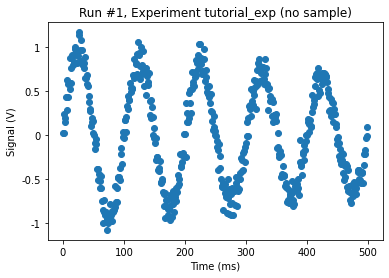 Run #1, Experiment tutorial_exp (no sample)
1
0.5
0
-0.5
-1
Signal (V)
0 100 200 300 400 500
Time (ms)